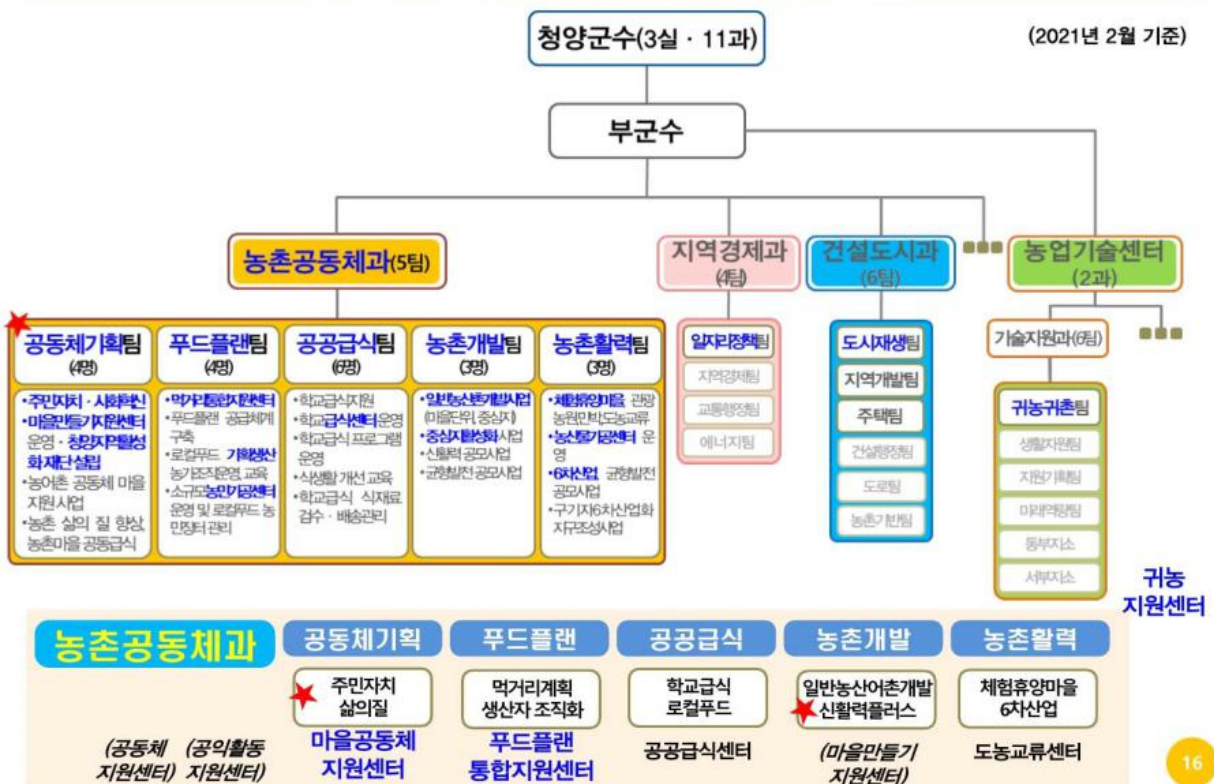 청양군수(3실 · 11과)
(2021년 2월 기준)
부군수
농촌공동체과(5팀)
지역경제과
(4팀)
건설도시과
(6팀)
농업기술센터
(2과)
공동체기획팀
(4명)
•주민자치 · 사회혁신
•마을만들기지원센터
운영 · 청양지역활성
화재단 설립
•농어촌 공동체 마을
지원사업
•농촌 삶의 질 향상,
농촌마을 공동급식
푸드플랜팀
(4명)
•먹거리통합지원센터
•푸드플랜 공급체계
구축
•로컬푸드 기획생산
농가조직운영, 교육
•소규모농민가공센터
운영 및 로컬푸드 농
민장터 관리
공공급식팀
(6명)
•학교급식지원
•학교급식센터 운영
•학교급식 프로그램
운영
•식생활 개선 교육
•학교급식 식재료
검수 · 배송관리
농촌개발팀
(3명)
•일반농산어촌개발사업
(마을단위, 중심지)
•중심지활성화사업
•신활력 공모사업
•균형발전 공모사업
농촌활력팀
(3명)
•체험휴양마을 관광
농원,민박,도농교류
•농산물가공센터 운
영
•6차산업, 균형발전
공모사업
•구기자6차산업화
지구조성사업
일자리정책팀
지역경제팀
교통행정팀
에너지팀
도시재생팀
지역개발팀
주택팀
건설행정팀
도로팀
농촌기반팀
기술지원과(6팀)
귀농귀촌팀
생활자원팀
지원기획팀
미래역량팀
동부지소
서부지소
귀농
지원센터
농촌공동체과
공동체기획
푸드플랜
공공급식
농촌개발
농촌활력
주민자치
삶의질
먹거리계획
생산자 조직화
학교급식
로컬푸드
일반농산어촌개발
신활력플러스
체험휴양마을
6차산업
(공동체
지원센터)
(공익활동
지원센터)
마을공동체
지원센터
푸드플랜
통합지원센터
공공급식센터
(마을만들기
지원센터)
도농교류센터
16